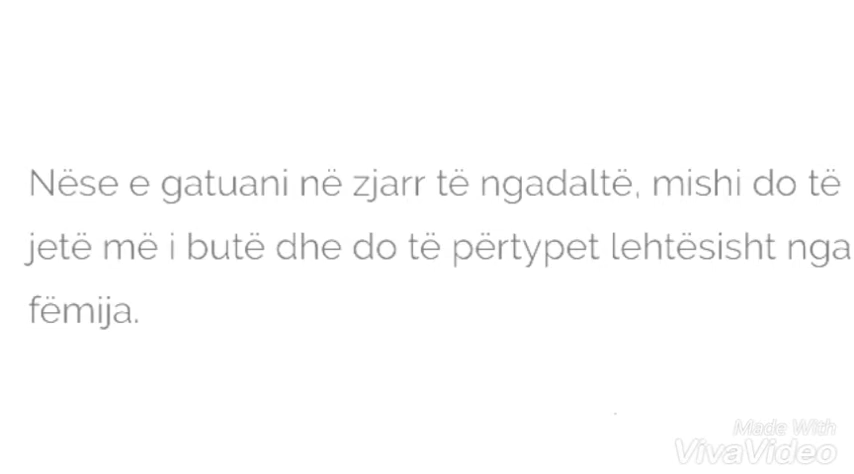 Nëse e gatuani në zjarr të ngadaltë, mishi do të
jetë më i butë dhe do të përtypet lehtësisht nga
fëmija.
Made With
VivaVideo